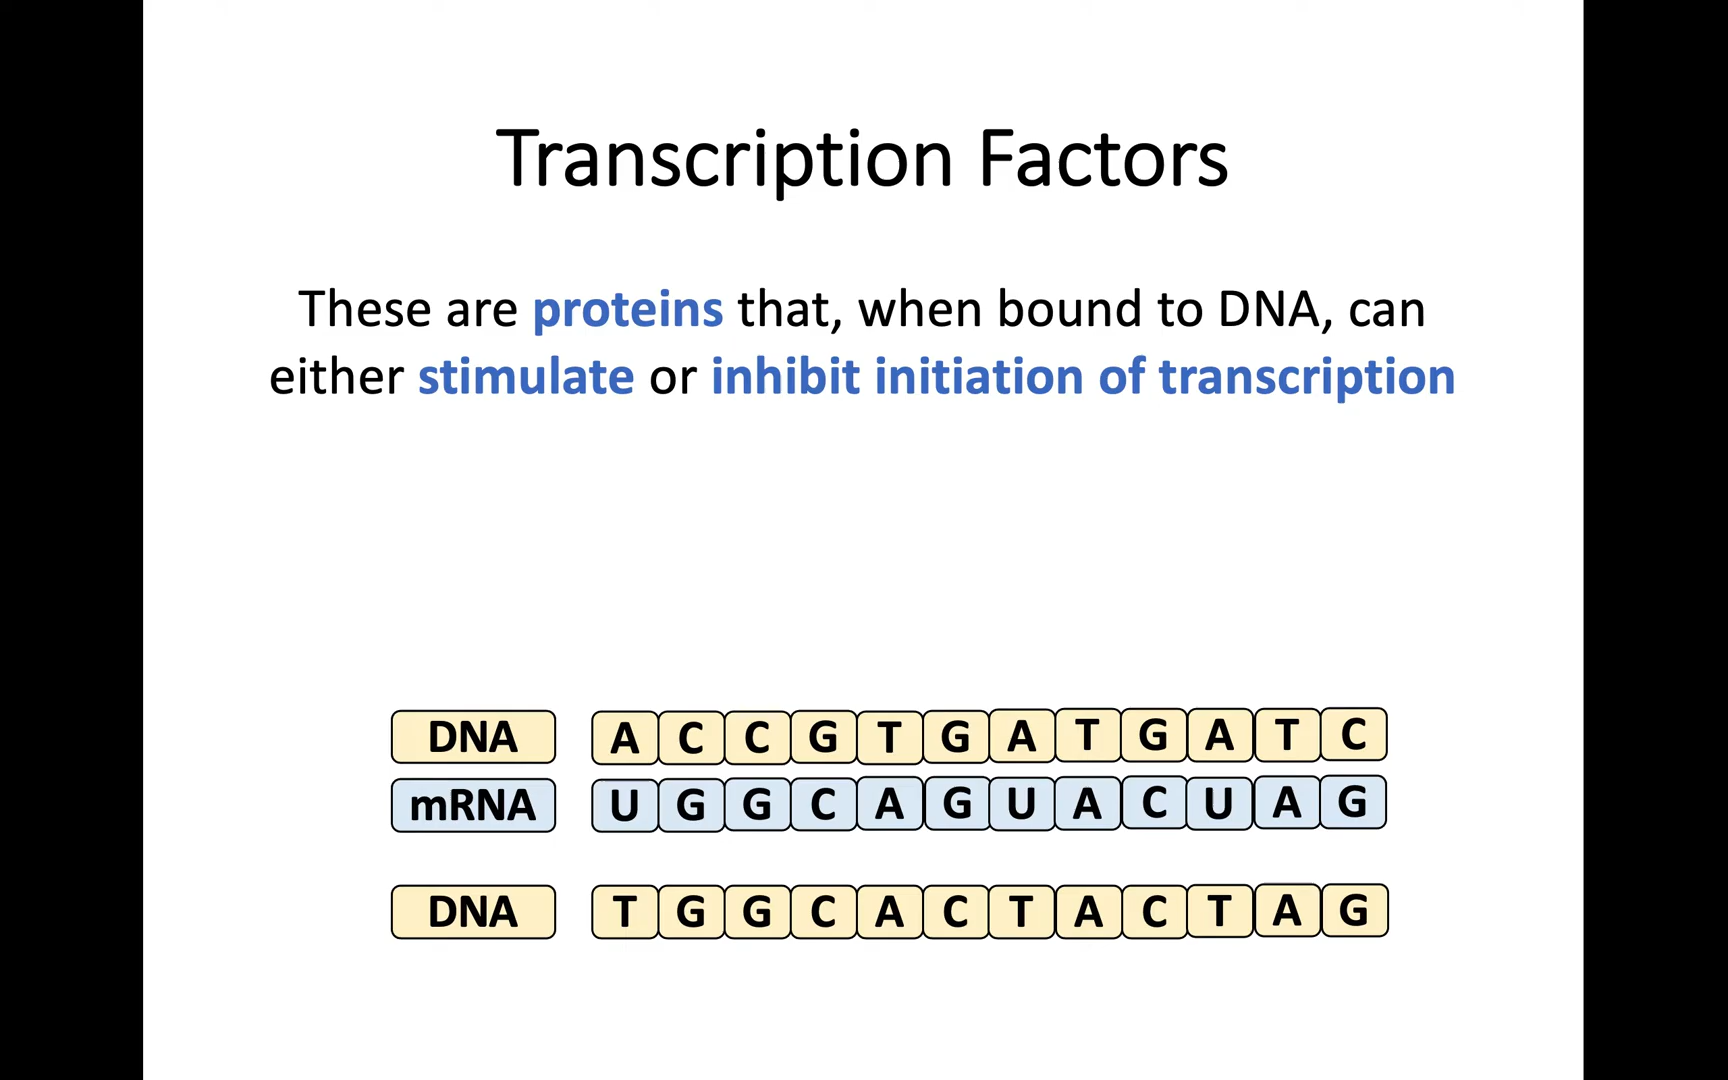 Transcription Factors
These are proteins that, when bound to DNA, can
either stimulate or inhibit initiation of transcription
DNA A C C G T G A T G A T C
mRNA U G G C A G U A C U A G
DNA T G G C A C T A C T A G